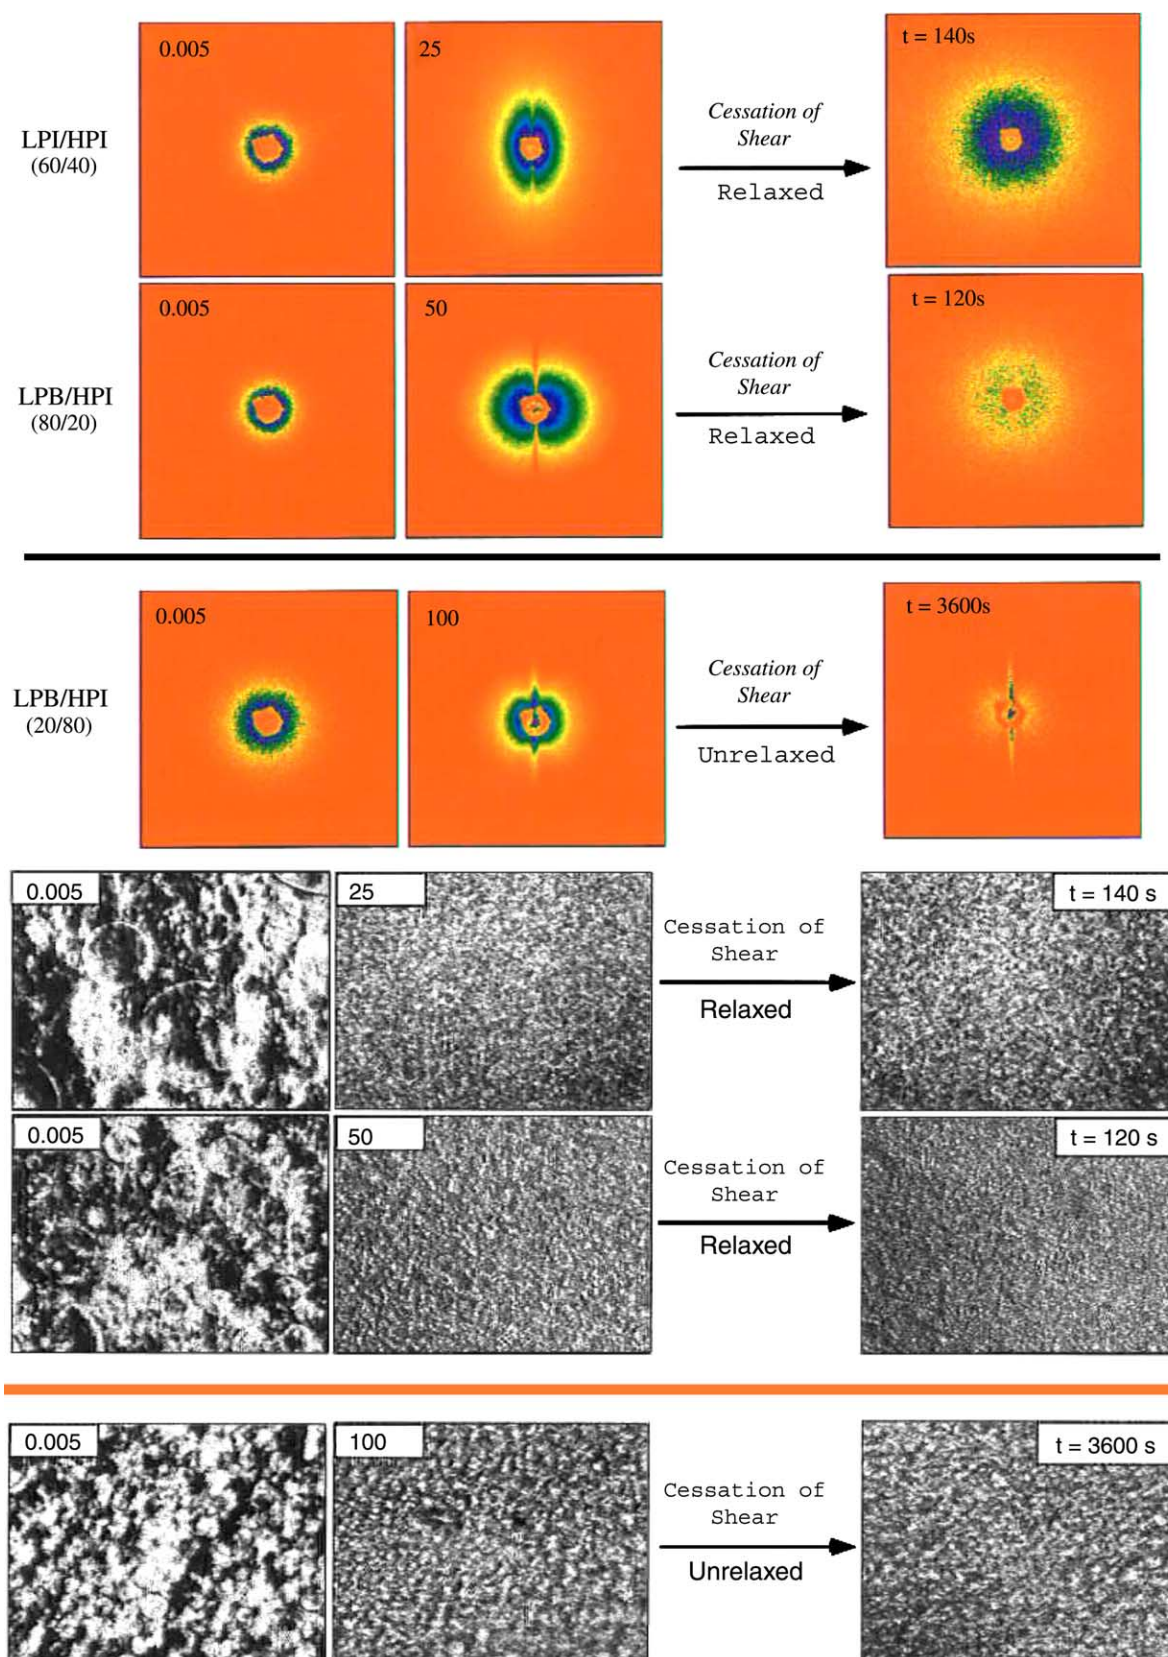 0.005
25
t = 140s
LPI/HPI
(60/40)
Cessation of
Shear
Relaxed
0.005
50
t = 120s
LPB/HPI
(80/20)
Cessation of
Shear
Relaxed
0.005
100
t = 3600s
LPB/HPI
(20/80)
Cessation of
Shear
Unrelaxed
0.005
25
t = 140 s
Cessation of
Shear
Relaxed
0.005
50
t = 120 s
Cessation of
Shear
Relaxed
0.005
100
t = 3600 s
Cessation of
Shear
Unrelaxed